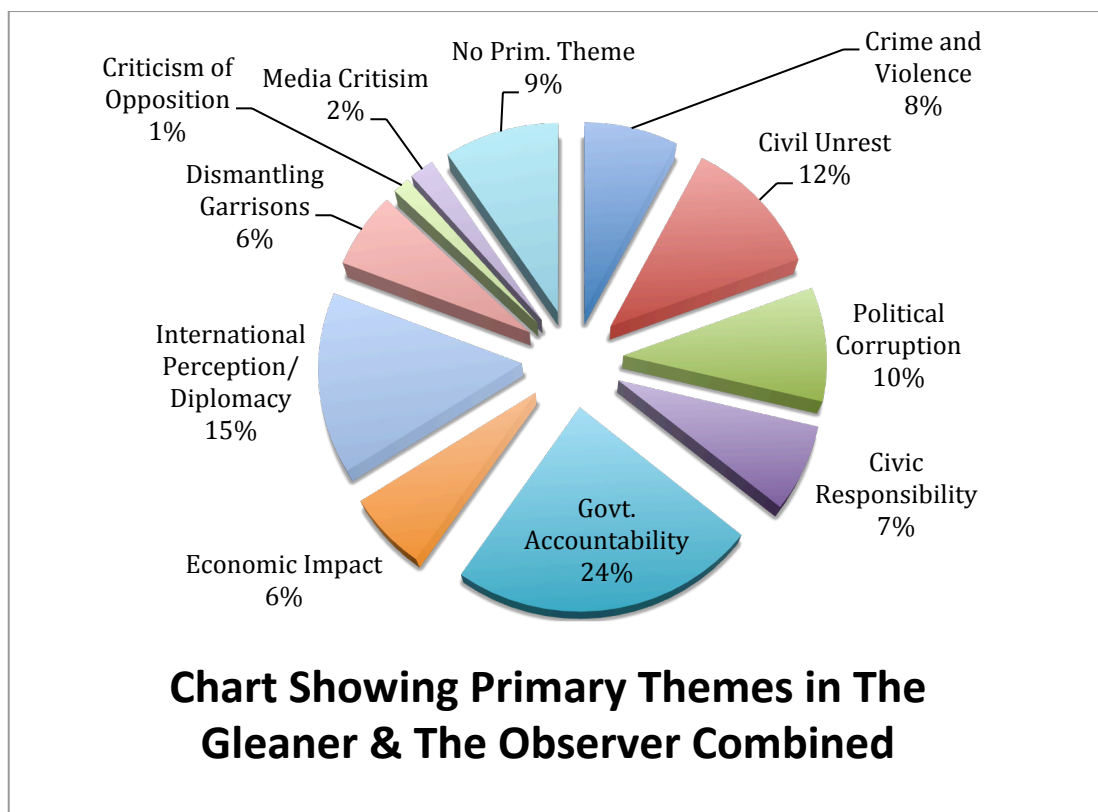 No Prim. Theme
9%
Crime and
Violence
8%
Civil Unrest
12%
Political
Corruption
10%
Civic
Responsibility
7%
Govt.
Accountability
24%
Economic Impact
6%
International
Perception/
Diplomacy
15%
Dismantling
Garrisons
6%
Criticism of
Opposition
1%
Media Critisim
2%
Chart Showing Primary Themes in The
Gleaner & The Observer Combined